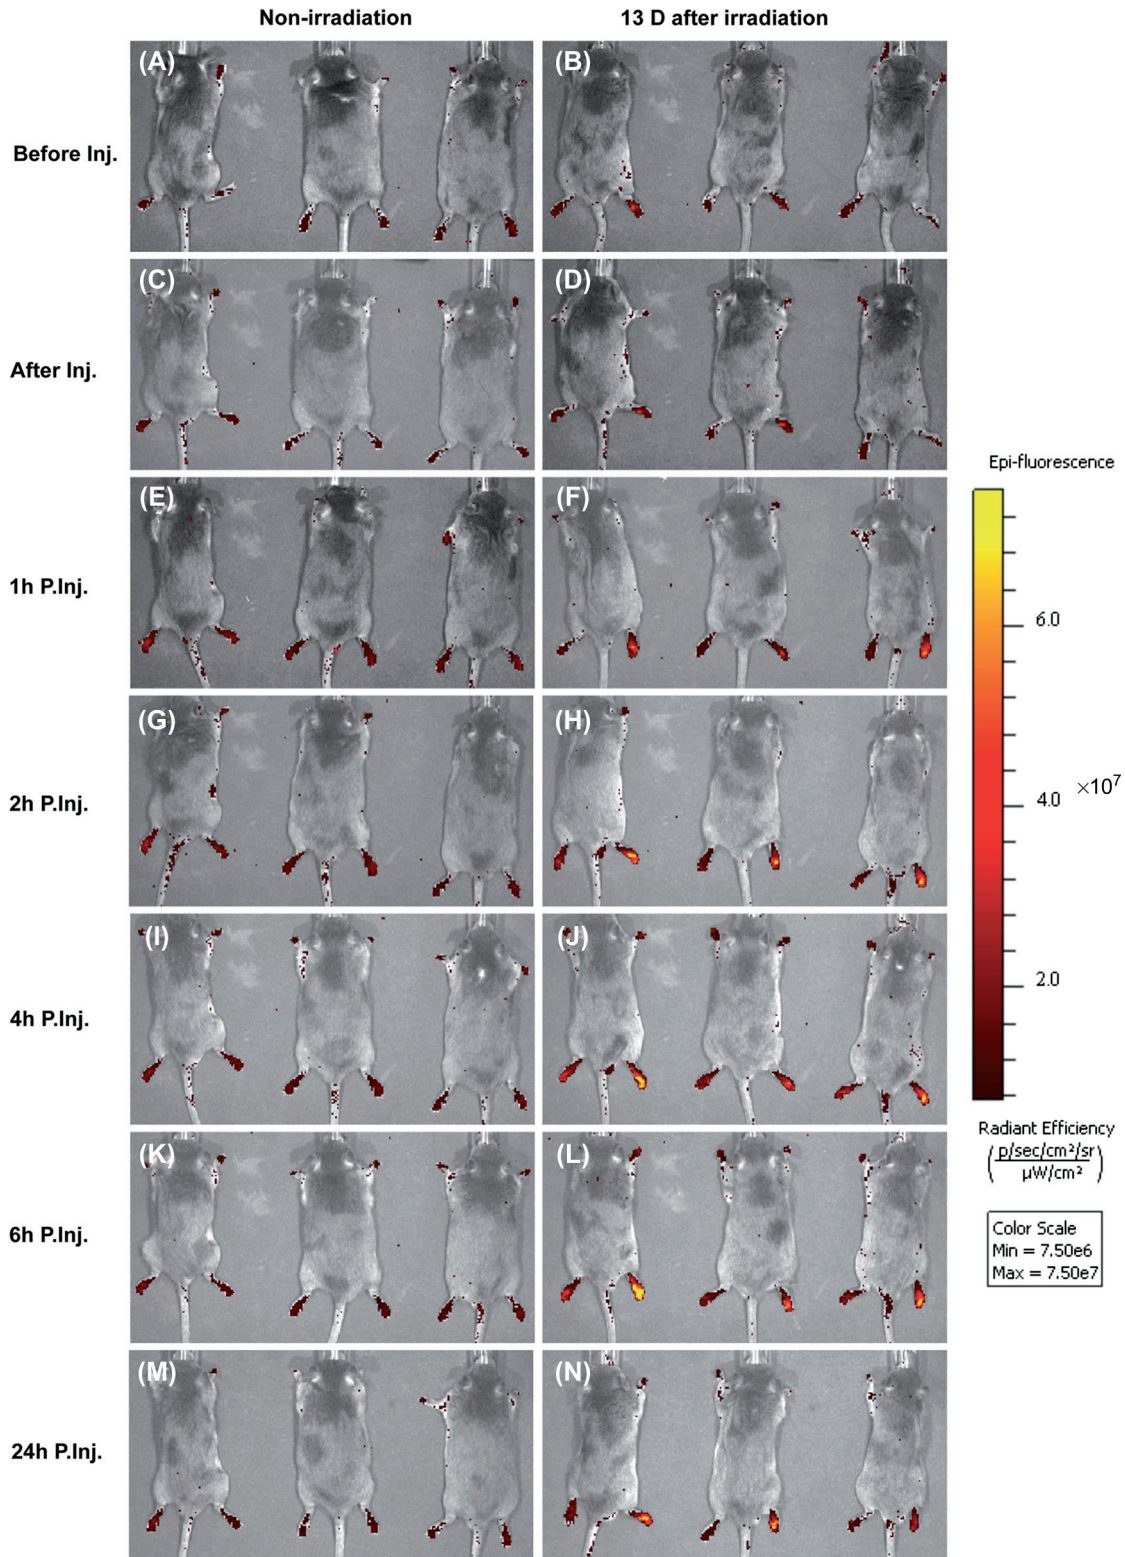 Non-irradiation
13 D after irradiation
Before Inj.
(A)
(B)
After Inj.
(C)
(D)
1h P.Inj.
(E)
(F)
2h P.Inj.
(G)
(H)
4h P.Inj.
(I)
(J)
6h P.Inj.
(K)
(L)
24h P.Inj.
(M)
(N)
Epi-fluorescence
6.0
4.0
×10⁷
2.0
Radiant Efficiency
(p/sec/cm²/sr
µW/cm²)
Color Scale
Min = 7.50e6
Max = 7.50e7